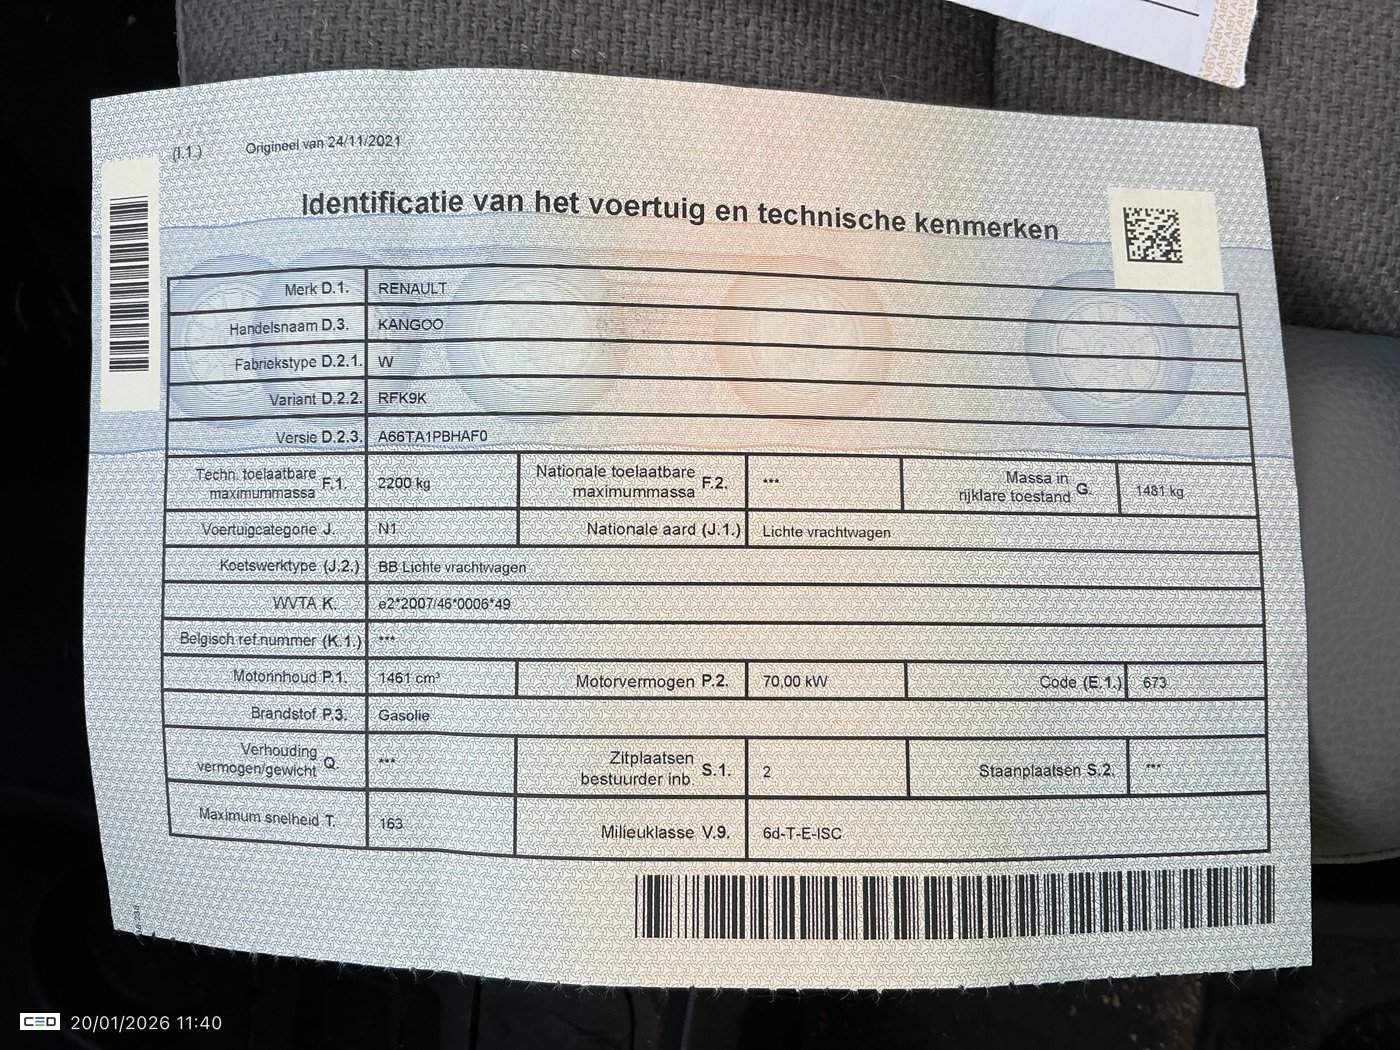 AIBV AIBV AIBV
(I.1.) Origineel van 24/11/2021
Identificatie van het voertuig en technische kenmerken
Merk D.1. RENAULT
Handelsnaam D.3. KANGOO
Fabriekstype D.2.1. W
Variant D.2.2. RFK9K
Versie D.2.3. A66TA1PBHAF0
Techn. toelaatbare maximummassa F.1. 2200 kg Nationale toelaatbare maximummassa F.2. *** Massa in rijklare toestand G. 1481 kg
Voertuigcategorie J. N1 Nationale aard (J.1.) Lichte vrachtwagen
Koetswerktype (J.2.) BB Lichte vrachtwagen
WVTA K. e2*2007/46*0006*49
Belgisch ref.nummer (K.1.) ***
Motorinhoud P.1. 1461 cm³ Motorvermogen P.2. 70,00 kW Code (E.1.) 673
Brandstof P.3. Gasolie
Verhouding vermogen/gewicht Q. *** Zitplaatsen bestuurder inb. S.1. 2 Staanplaatsen S.2. ***
Maximum snelheid T. 163 Milieuklasse V.9. 6d-T-E-ISC
CED 20/01/2026 11:40